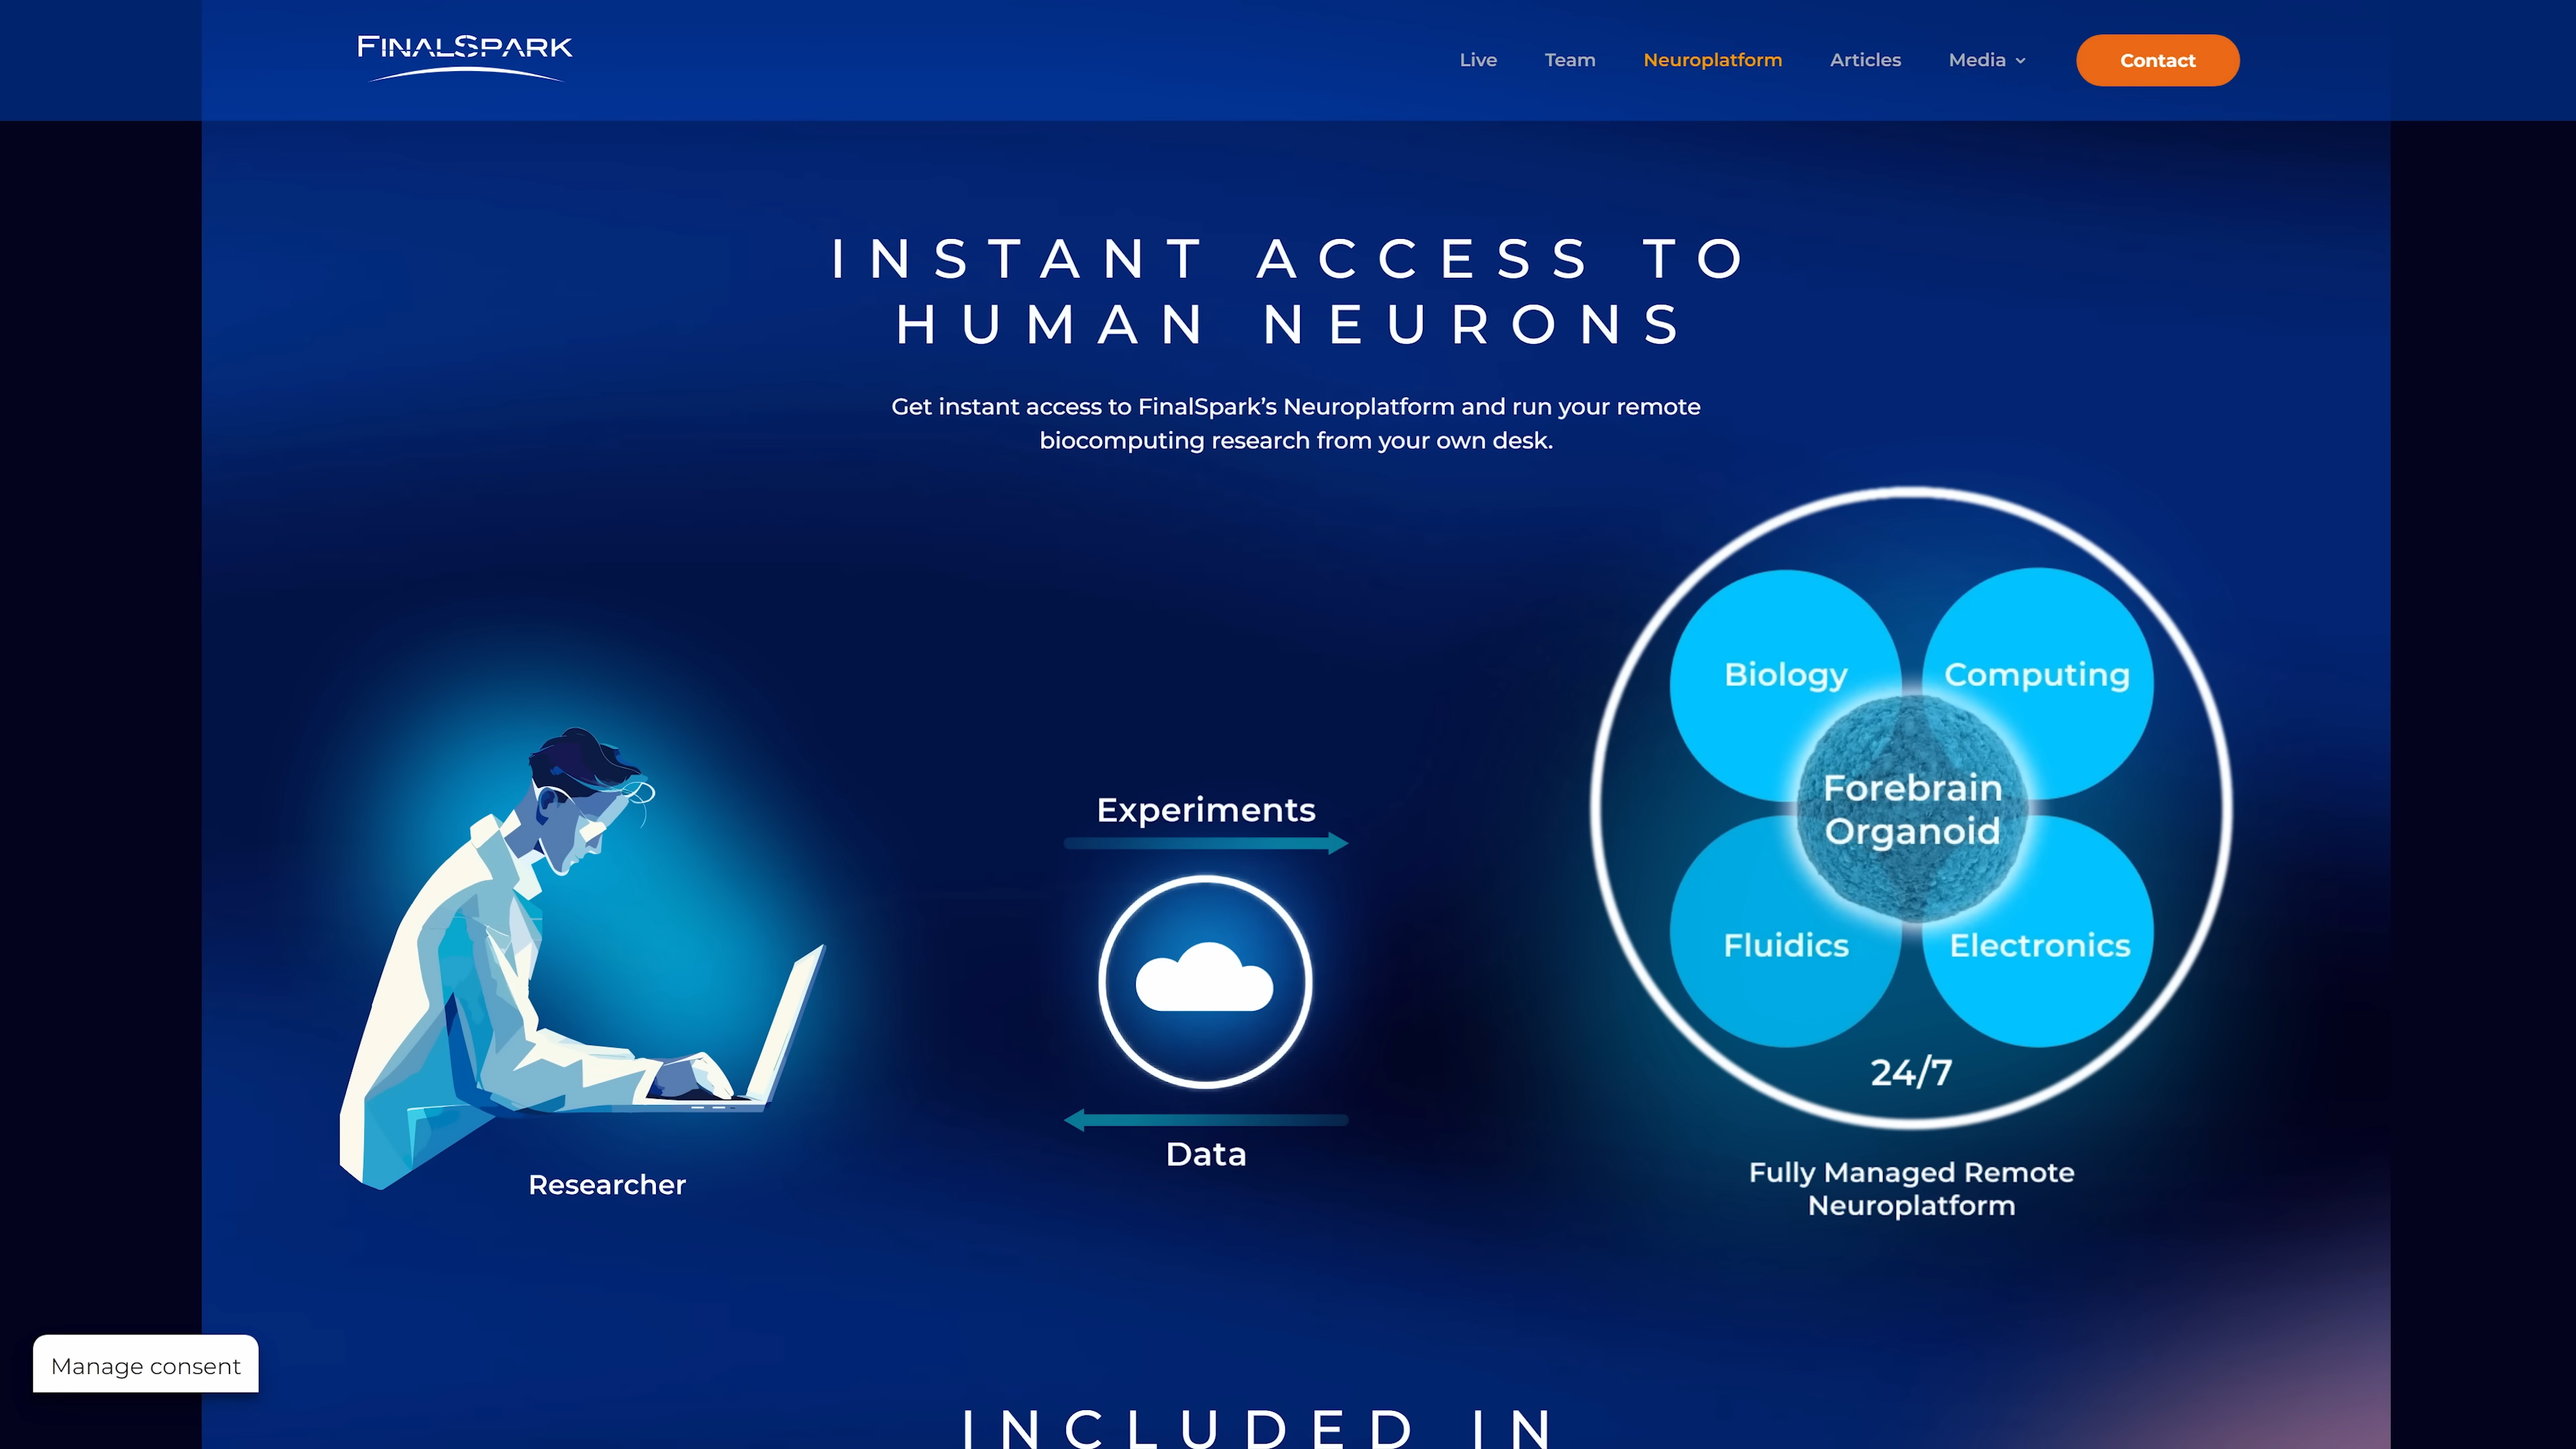 FINALSPARK
Live
Team
Neuroplatform
Articles
Media
Contact
INSTANT ACCESS TO
HUMAN NEURONS
Get instant access to FinalSpark’s Neuroplatform and run your remote
biocomputing research from your own desk.
Researcher
Experiments
Data
Biology
Computing
Forebrain
Organoid
Fluidics
Electronics
24/7
Fully Managed Remote
Neuroplatform
Manage consent
INCLUDED IN